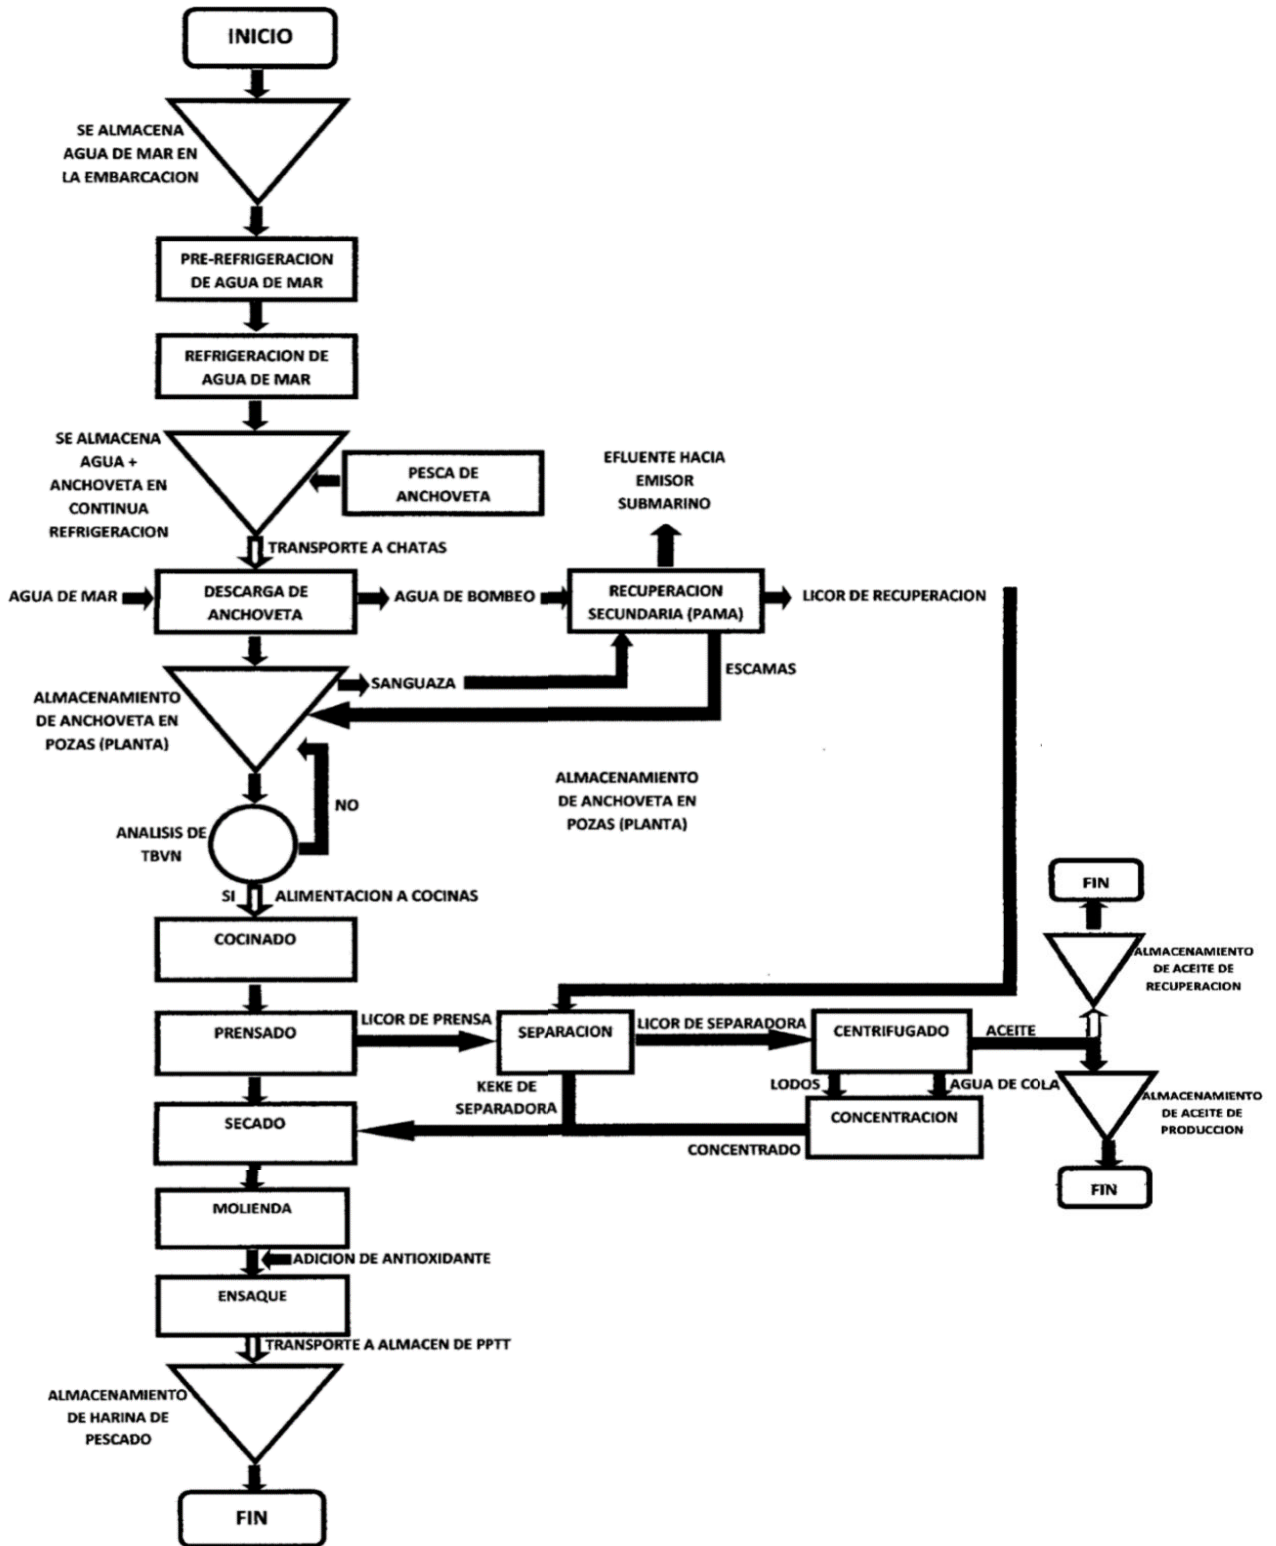 INICIO
SE ALMACENA
AGUA DE MAR EN
LA EMBARCACION
PRE-REFRIGERACION
DE AGUA DE MAR
REFRIGERACION DE
AGUA DE MAR
SE ALMACENA
AGUA +
ANCHOVETA EN
CONTINUA
REFRIGERACION
PESCA DE
ANCHOVETA
EFLUENTE HACIA
EMISOR
SUBMARINO
TRANSPORTE A CHATAS
AGUA DE MAR
DESCARGA DE
ANCHOVETA
AGUA DE BOMBEO
RECUPERACION
SECUNDARIA (PAMA)
LICOR DE RECUPERACION
ESCAMAS
SANGUAZA
ALMACENAMIENTO
DE ANCHOVETA EN
POZAS (PLANTA)
ALMACENAMIENTO
DE ANCHOVETA EN
POZAS (PLANTA)
NO
ANALISIS DE
TBVN
SI
ALIMENTACION A COCINAS
COCINADO
FIN
ALMACENAMIENTO
DE ACEITE DE
RECUPERACION
PRENSADO
LICOR DE PRENSA
SEPARACION
LICOR DE SEPARADORA
CENTRIFUGADO
ACEITE
KEKE DE
SEPARADORA
LODOS
AGUA DE COLA
ALMACENAMIENTO
DE ACEITE DE
PRODUCCION
SECADO
CONCENTRACION
CONCENTRADO
FIN
MOLIENDA
ADICION DE ANTIOXIDANTE
ENSAQUE
TRANSPORTE A ALMACEN DE PPTT
ALMACENAMIENTO
DE HARINA DE
PESCADO
FIN